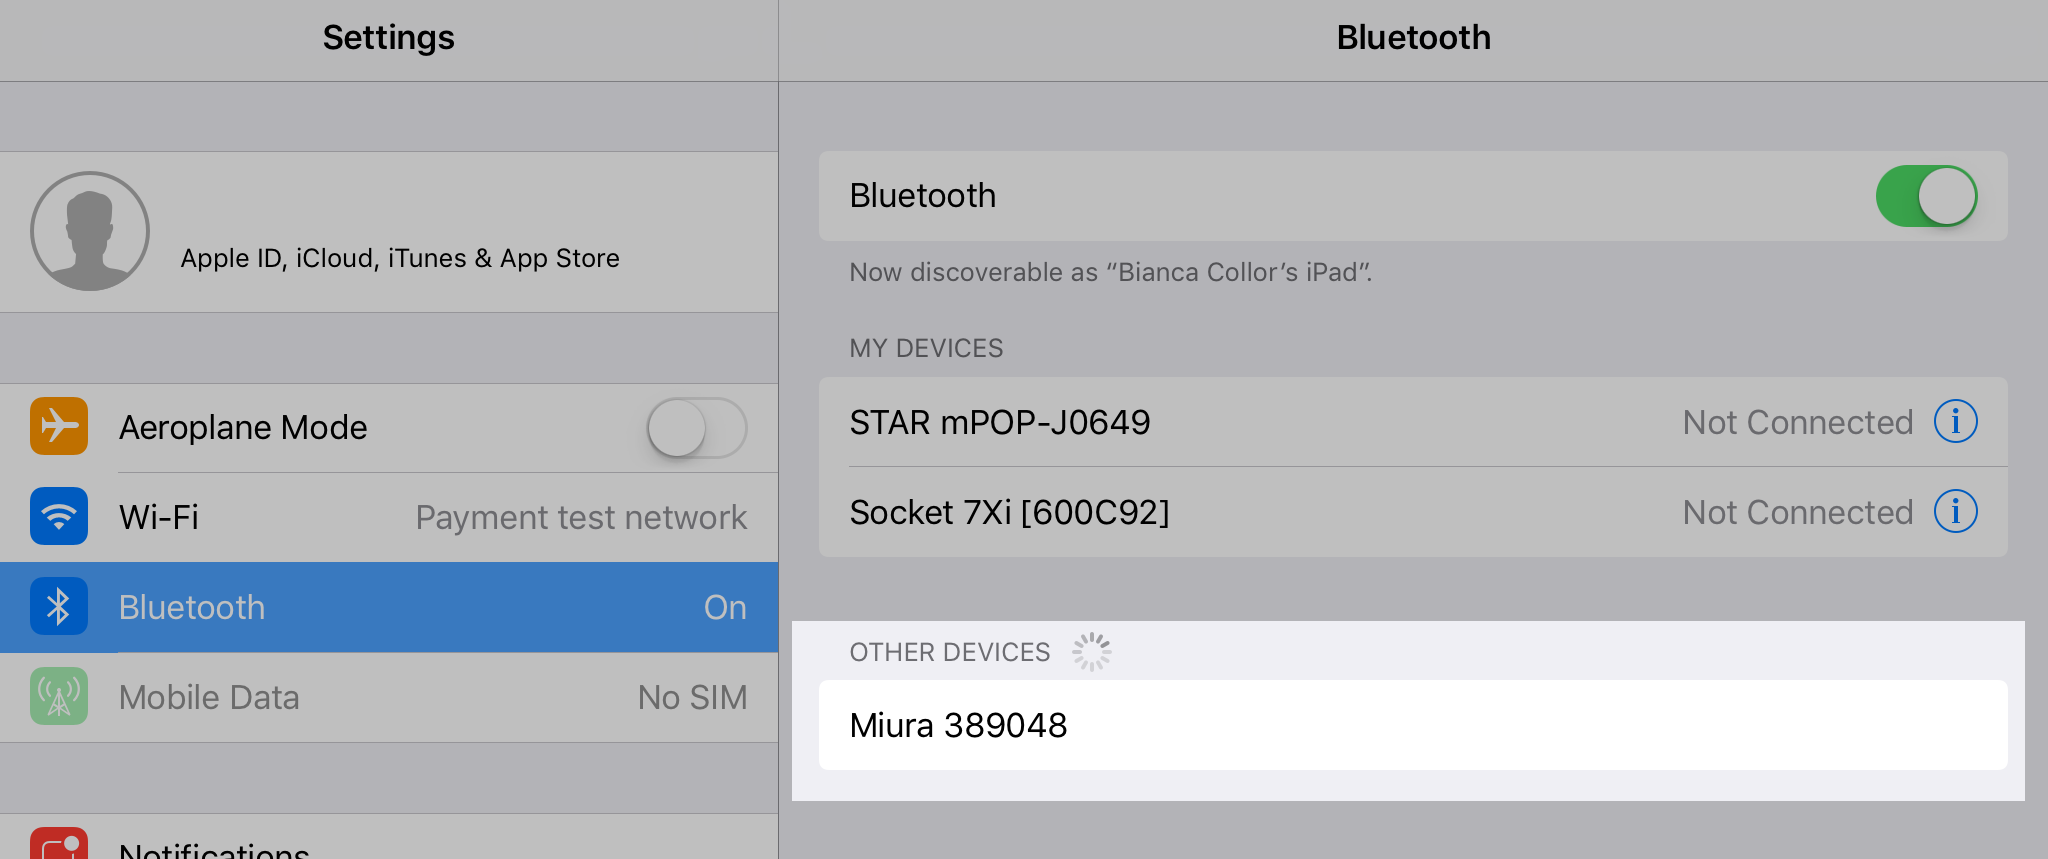 Settings
Apple ID, iCloud, iTunes & App Store
Aeroplane Mode
Wi-Fi Payment test network
Bluetooth On
Mobile Data No SIM
Notifications
Bluetooth
Bluetooth
Now discoverable as “Bianca Collor’s iPad”.
MY DEVICES
STAR mPOP-J0649 Not Connected i
Socket 7Xi [600C92] Not Connected i
OTHER DEVICES
Miura 389048